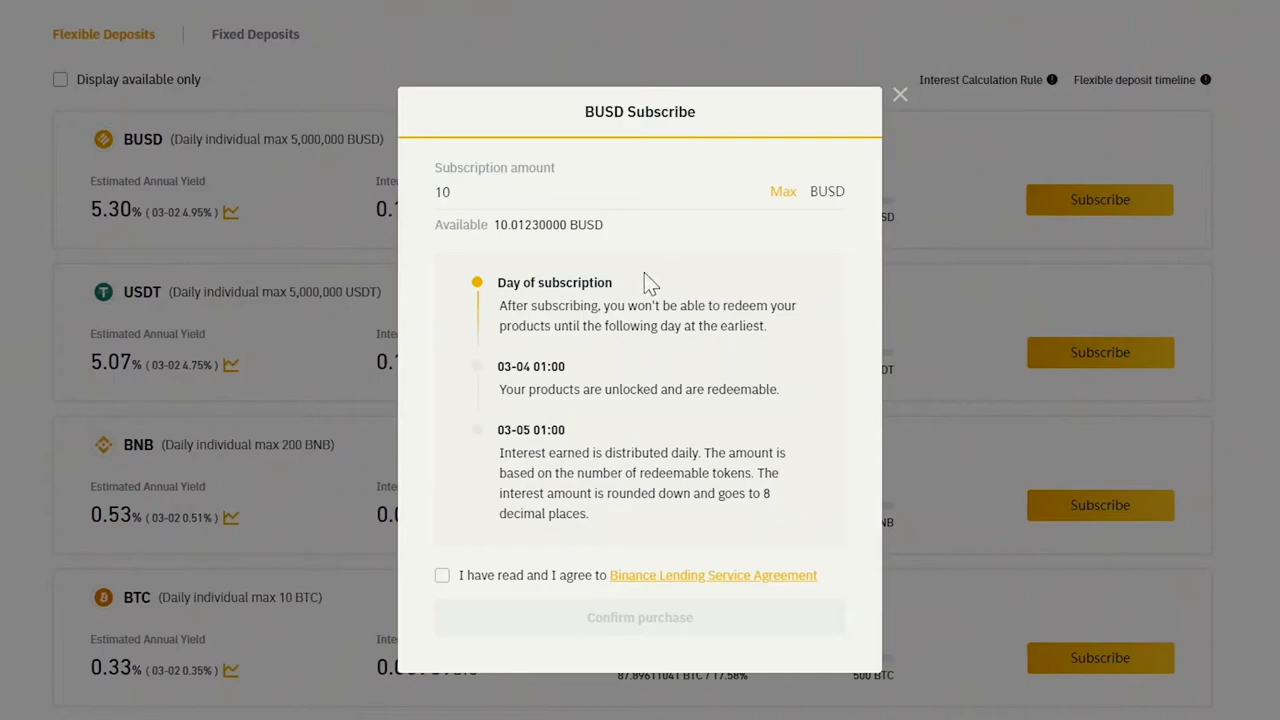 Flexible Deposits
Fixed Deposits
Display available only
Interest Calculation Rule
Flexible deposit timeline
BUSD (Daily individual max 5,000,000 BUSD)
Estimated Annual Yield
5.30% ( 03-02 4.95% )
Subscribe
USDT (Daily individual max 5,000,000 USDT)
Estimated Annual Yield
5.07% ( 03-02 4.75% )
Subscribe
BNB (Daily individual max 200 BNB)
Estimated Annual Yield
0.53% ( 03-02 0.51% )
Subscribe
BTC (Daily individual max 10 BTC)
Estimated Annual Yield
0.33% ( 03-02 0.35% )
87.89611041 BTC / 17.58%
500 BTC
Subscribe
BUSD Subscribe
Subscription amount
10 Max BUSD
Available 10.01230000 BUSD
Day of subscription
After subscribing, you won't be able to redeem your
products until the following day at the earliest.
03-04 01:00
Your products are unlocked and are redeemable.
03-05 01:00
Interest earned is distributed daily. The amount is
based on the number of redeemable tokens. The
interest amount is rounded down and goes to 8
decimal places.
I have read and I agree to Binance Lending Service Agreement
Confirm purchase